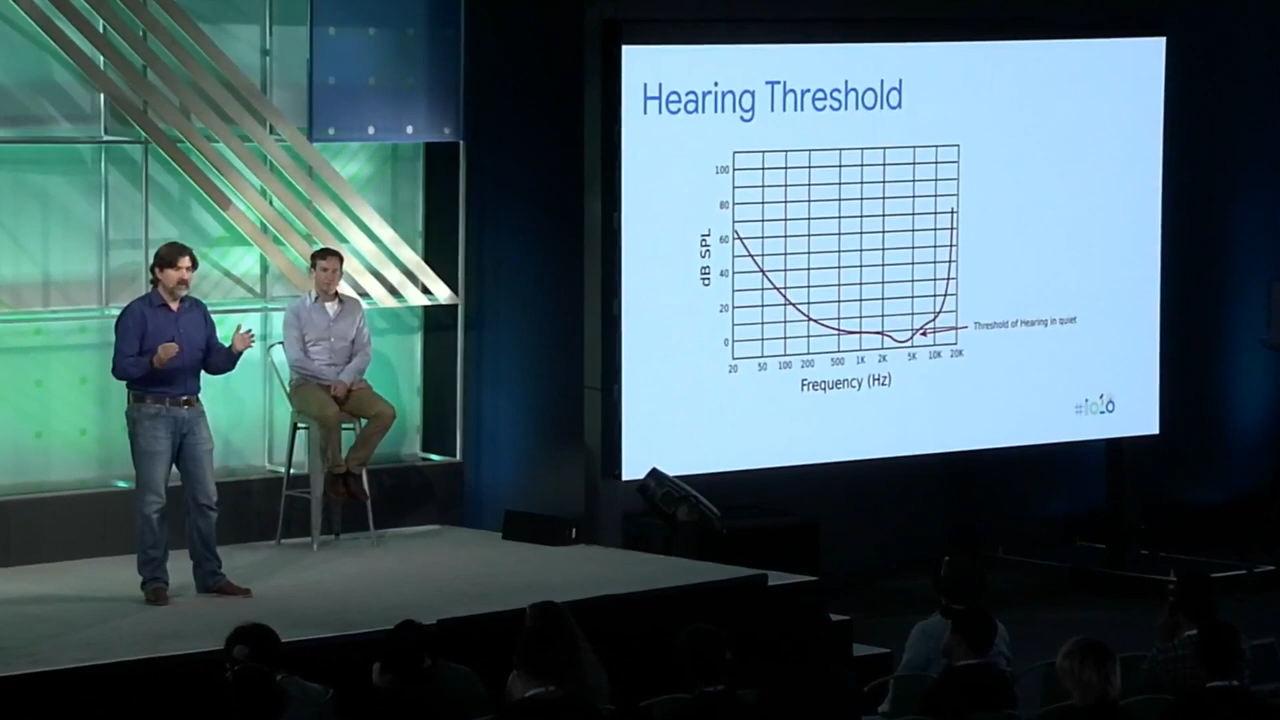 Hearing Threshold
100
80
60
40
20
0
dB SPL
20 50 100 200 500 1K 2K 5K 10K 20K
Frequency (Hz)
Threshold of Hearing in quiet
#io16